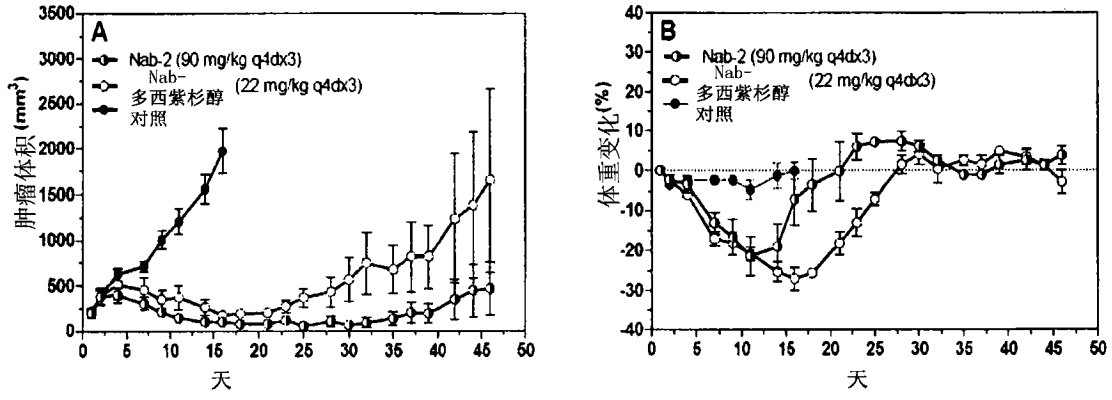 A
3500
3000
2500
2000
1500
1000
500
0
肿瘤体积(mm³)
Nab-2 (90 mg/kg q4dx3)
Nab-
多西紫杉醇 (22 mg/kg q4dx3)
对照
0 5 10 15 20 25 30 35 40 45 50
天
B
40
30
20
10
0
-10
-20
-30
-40
体重变化(%)
Nab-2 (90 mg/kg q4dx3)
Nab-
多西紫杉醇 (22 mg/kg q4dx3)
对照
0 5 10 15 20 25 30 35 40 45 50
天